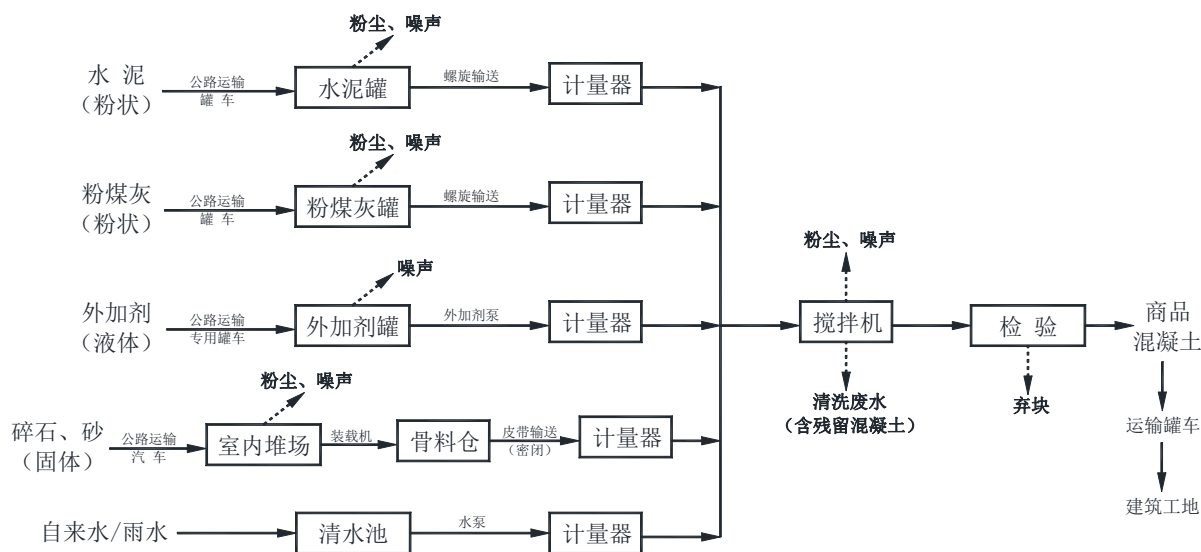 粉尘、噪声
水 泥
(粉状)
公路运输
罐 车
水泥罐
螺旋输送
计量器
粉尘、噪声
粉煤灰
(粉状)
公路运输
罐 车
粉煤灰罐
螺旋输送
计量器
噪声
外加剂
(液体)
公路运输
专用罐车
外加剂罐
外加剂泵
计量器
粉尘、噪声
碎石、砂
(固体)
公路运输
汽 车
室内堆场
装载机
骨料仓
皮带输送
(密闭)
计量器
自来水/雨水
清水池
水泵
计量器
粉尘、噪声
搅拌机
清洗废水
(含残留混凝土)
检 验
弃块
商品
混凝土
运输罐车
建筑工地